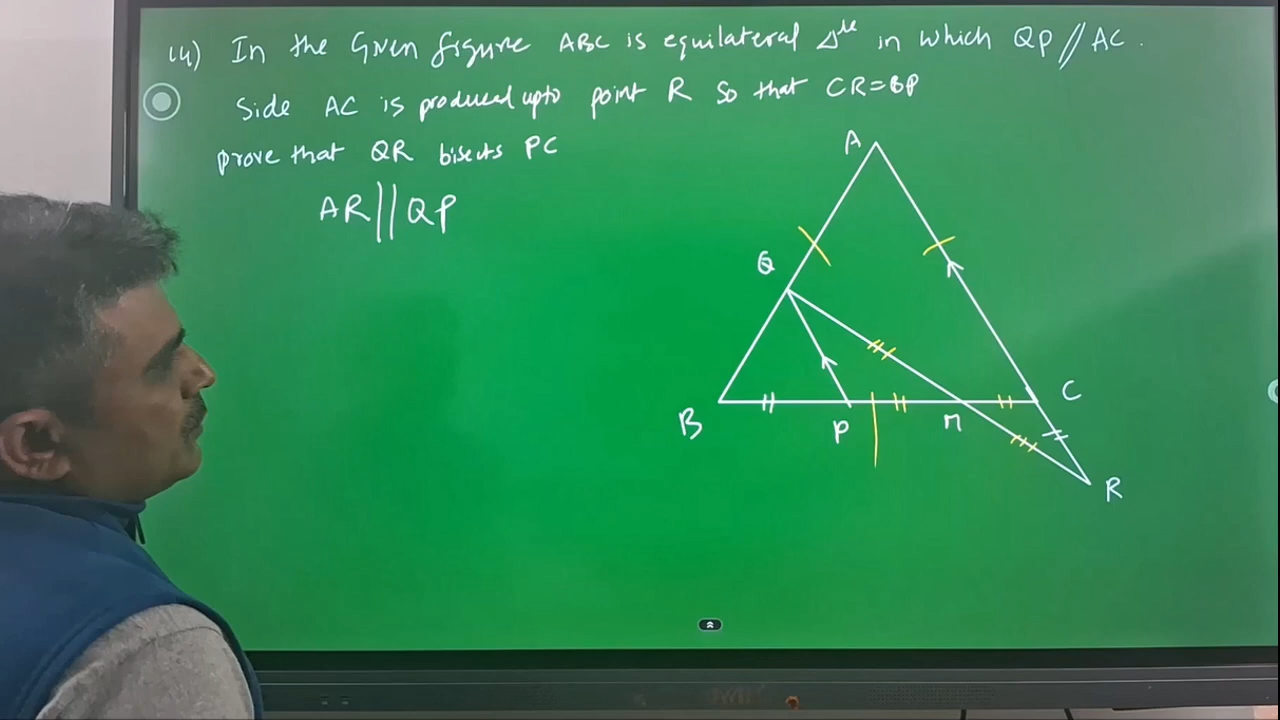 14) In the Given figure ABC is equilateral Δle in which QP // AC .
Side AC is produced upto point R so that CR = BP
prove that QR bisects PC
AR || QP
A
Q
B
P
M
C
R